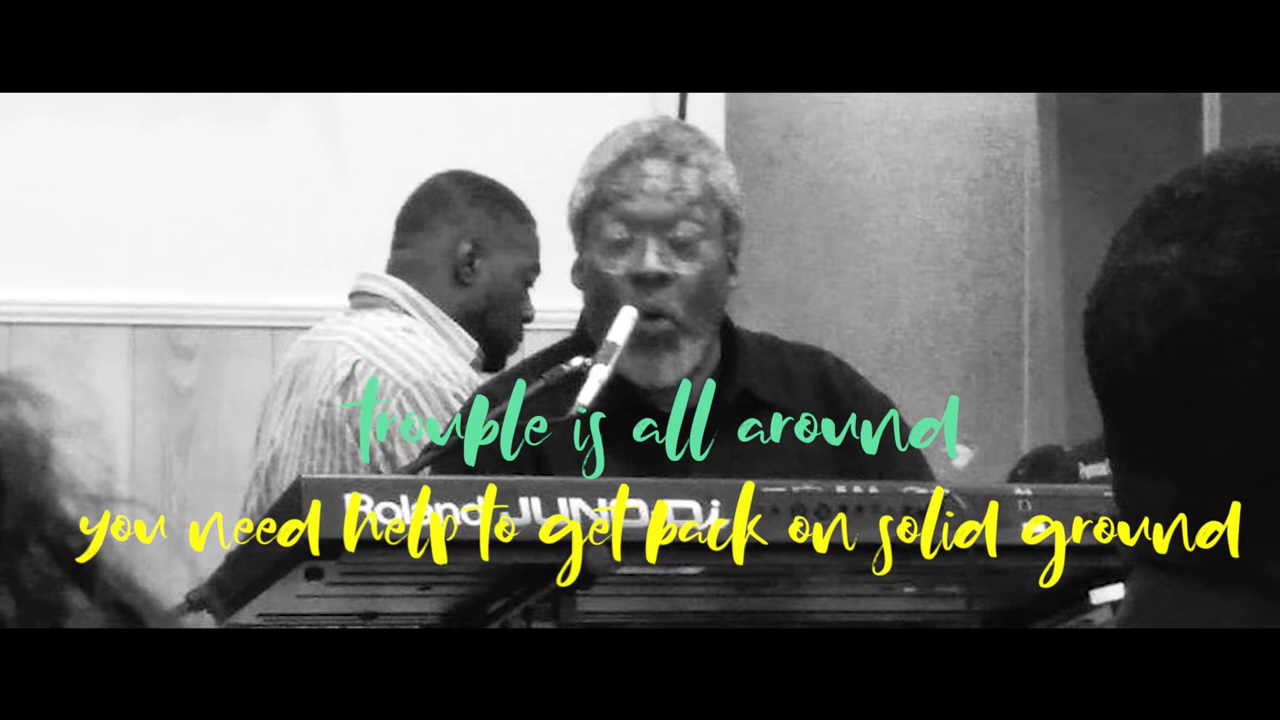 trouble is all around
Roland JUNO-Di
you need help to get back on solid ground